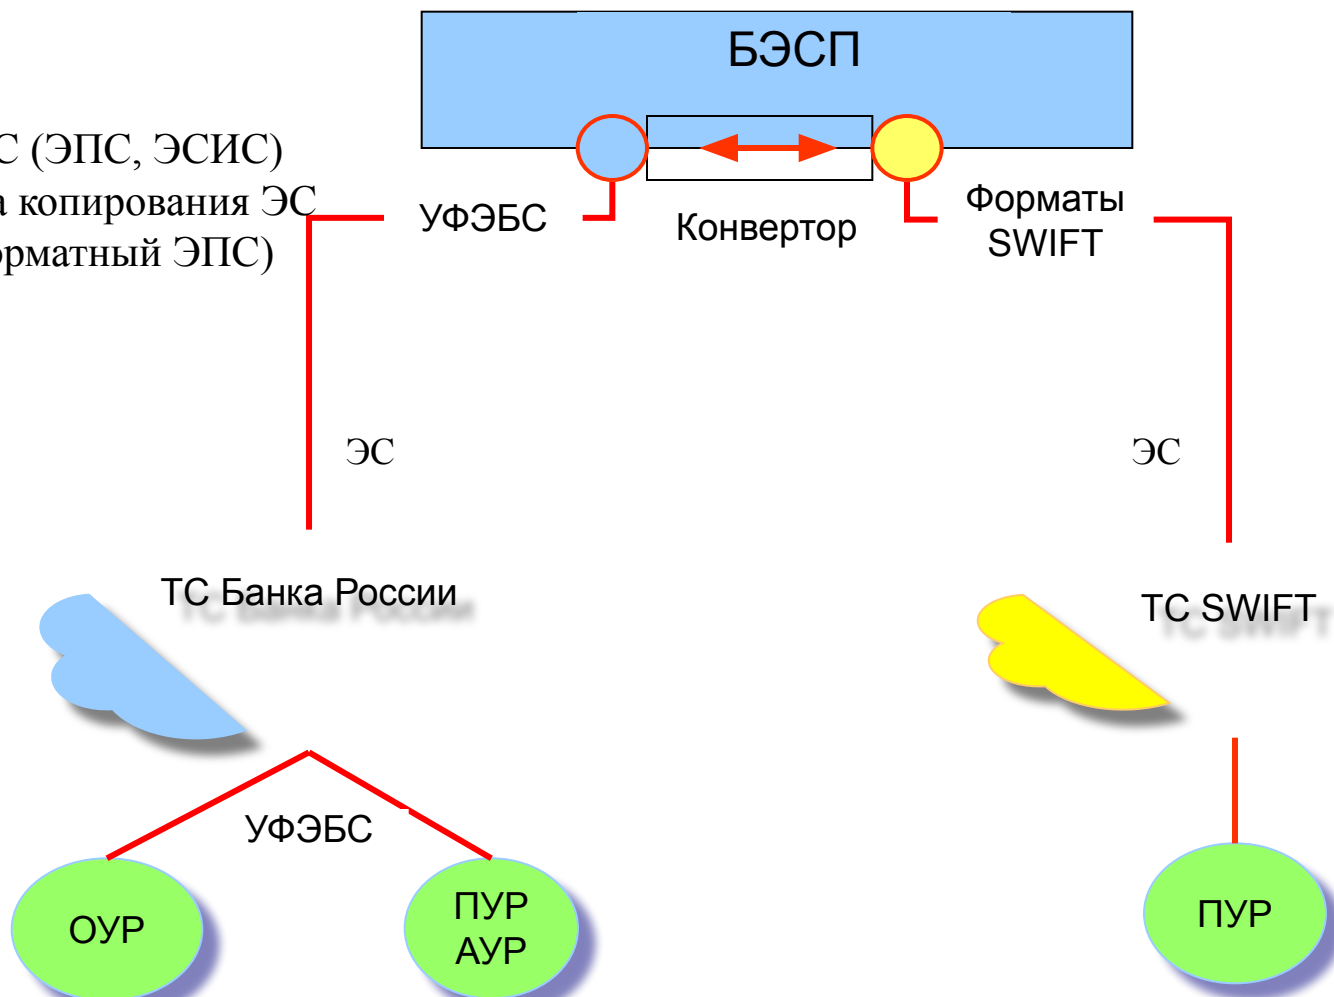 БЭСП
С (ЭПС, ЭСИС)
а копирования ЭС
орматный ЭПС)
УФЭБС
Конвертор
Форматы
SWIFT
ЭС
ЭС
ТС Банка России
ТС SWIFT
УФЭБС
ОУР
ПУР
АУР
ПУР